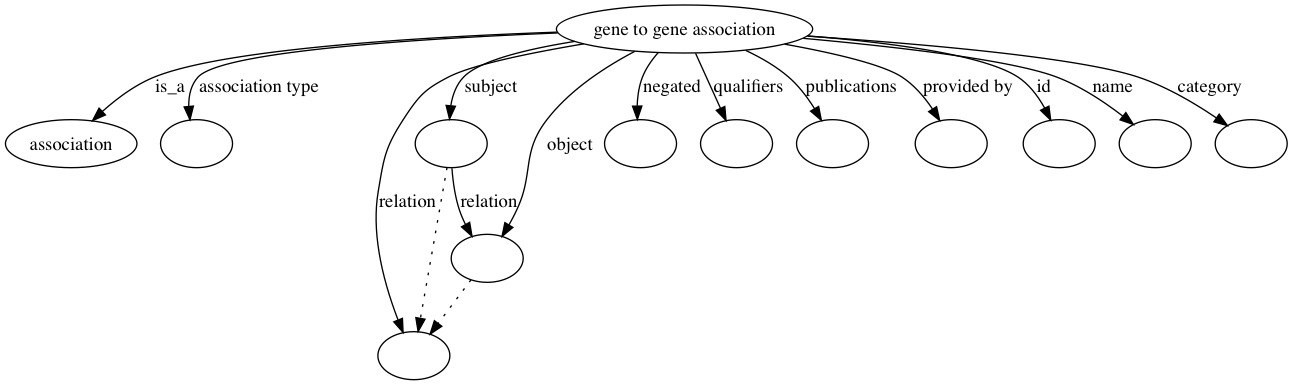 gene to gene association
is_a
association type
subject
negated
qualifiers
publications
provided by
id
name
category
association
object
relation
relation